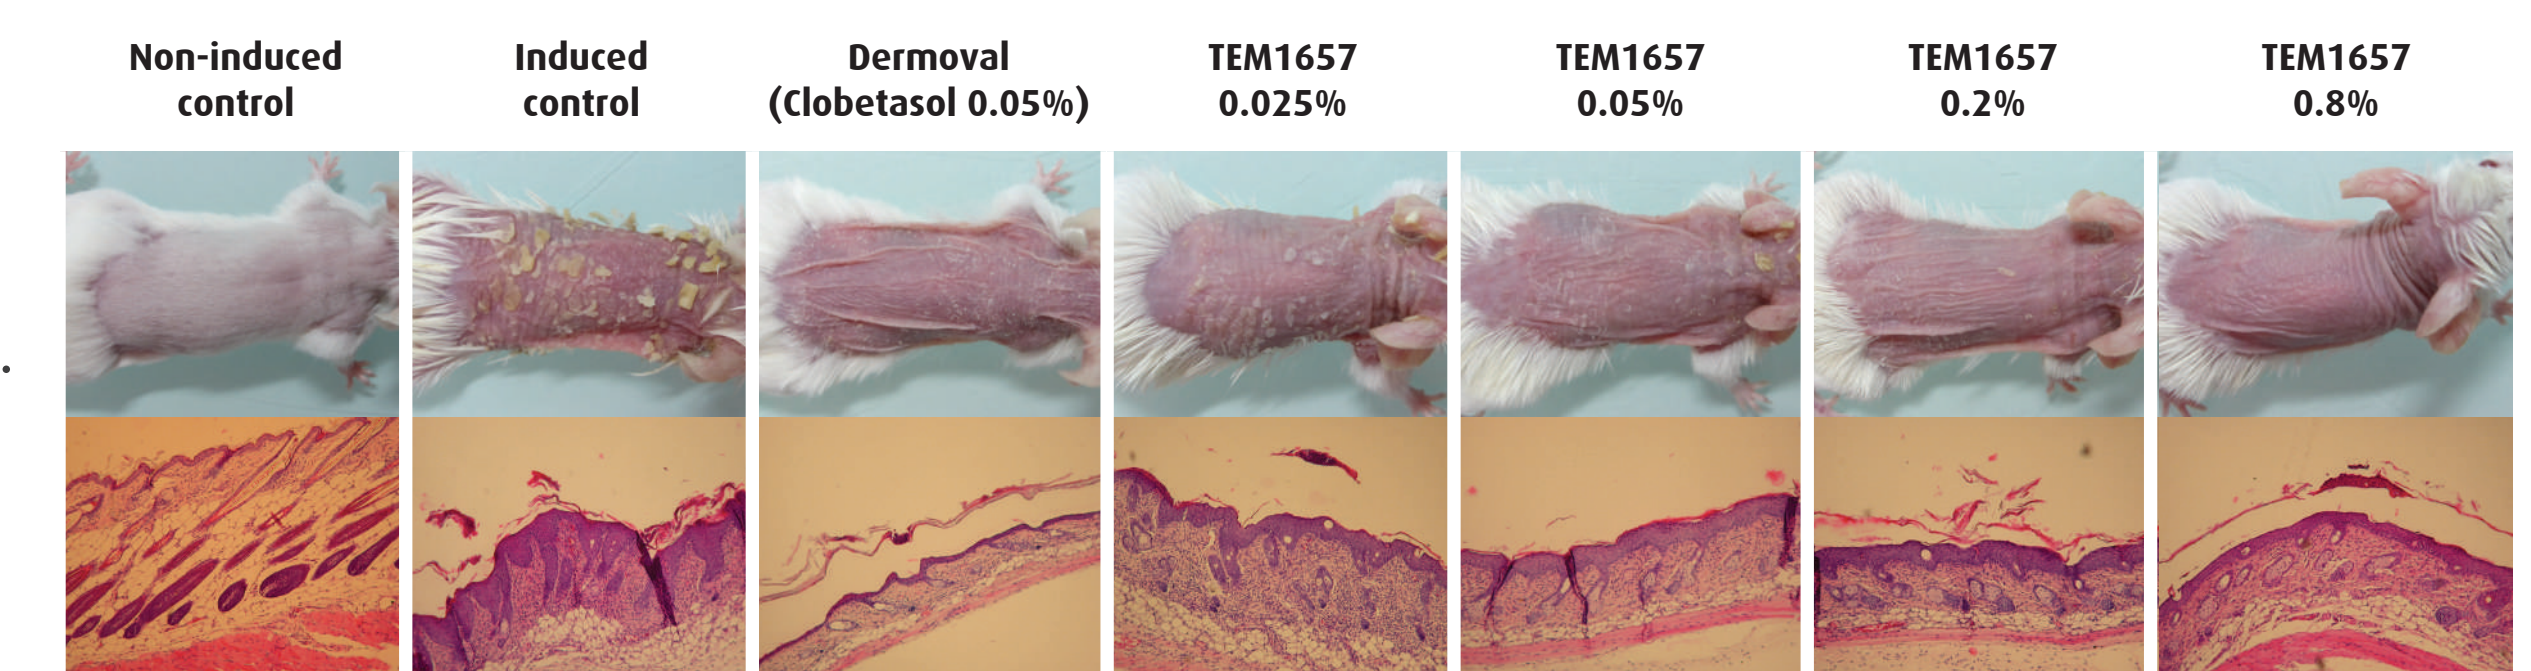 Non-induced
control
Induced
control
Dermoval
(Clobetasol 0.05%)
TEM1657
0.025%
TEM1657
0.05%
TEM1657
0.2%
TEM1657
0.8%